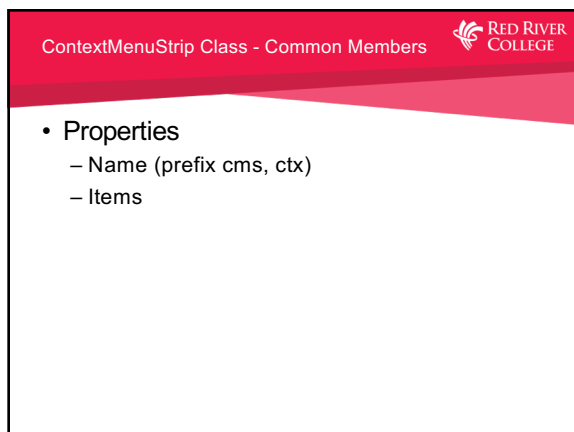 ContextMenuStrip Class - Common Members
RED RIVER
COLLEGE
• Properties
– Name (prefix cms, ctx)
– Items